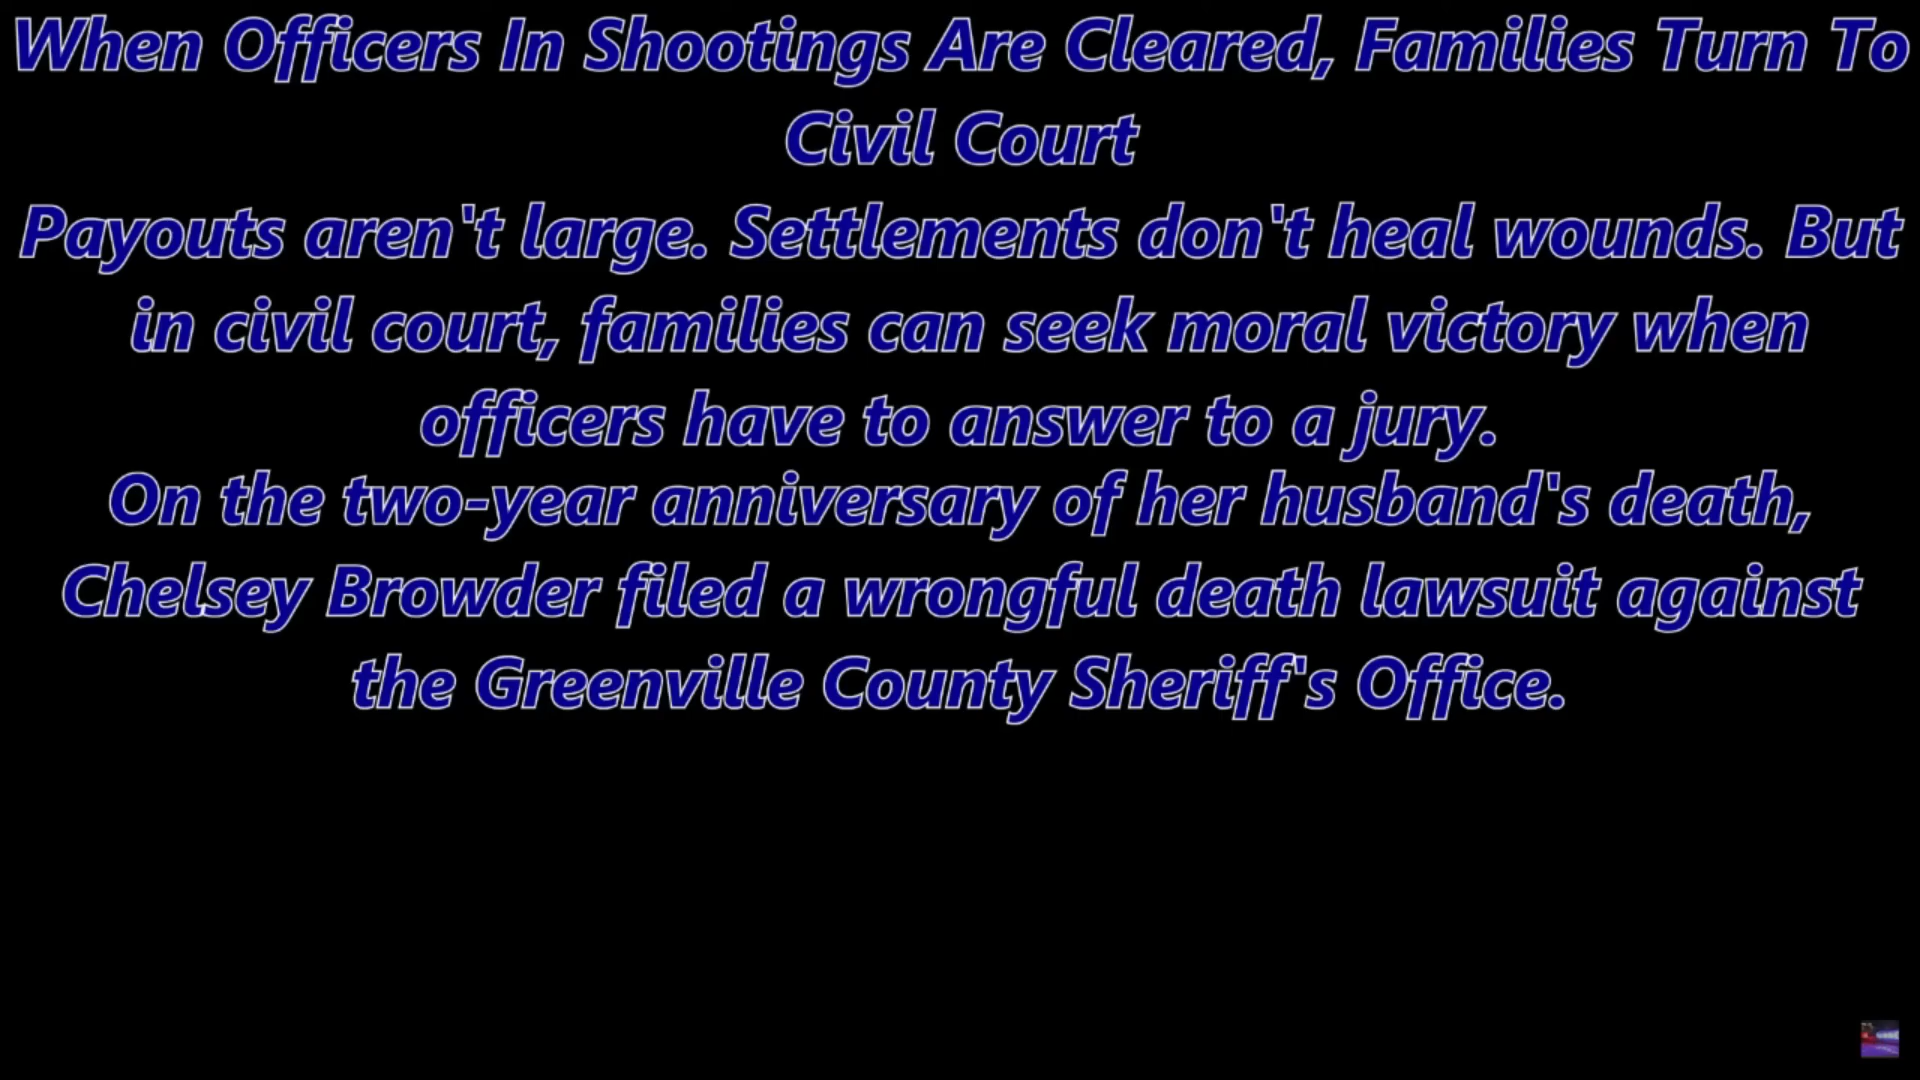 When Officers In Shootings Are Cleared, Families Turn To
Civil Court
Payouts aren't large. Settlements don't heal wounds. But
in civil court, families can seek moral victory when
officers have to answer to a jury.
On the two-year anniversary of her husband's death,
Chelsey Browder filed a wrongful death lawsuit against
the Greenville County Sheriff's Office.